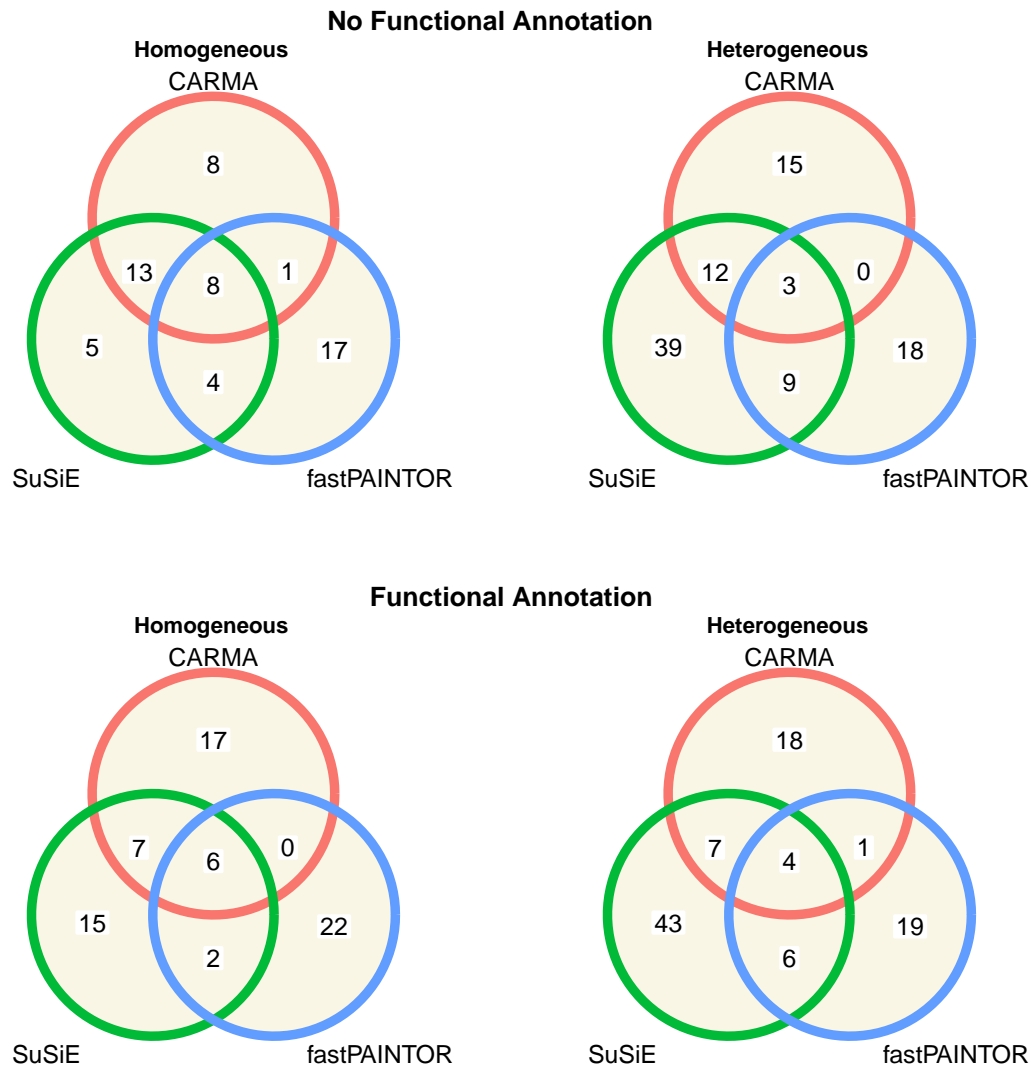 No Functional Annotation
Homogeneous Heterogeneous
CARMA CARMA
8 15
13 8 1 12 3 0
5 17 39 18
4 9
SuSiE fastPAINTOR SuSiE fastPAINTOR
Functional Annotation
Homogeneous Heterogeneous
CARMA CARMA
17 18
7 6 0 7 4 1
15 22 43 19
2 6
SuSiE fastPAINTOR SuSiE fastPAINTOR